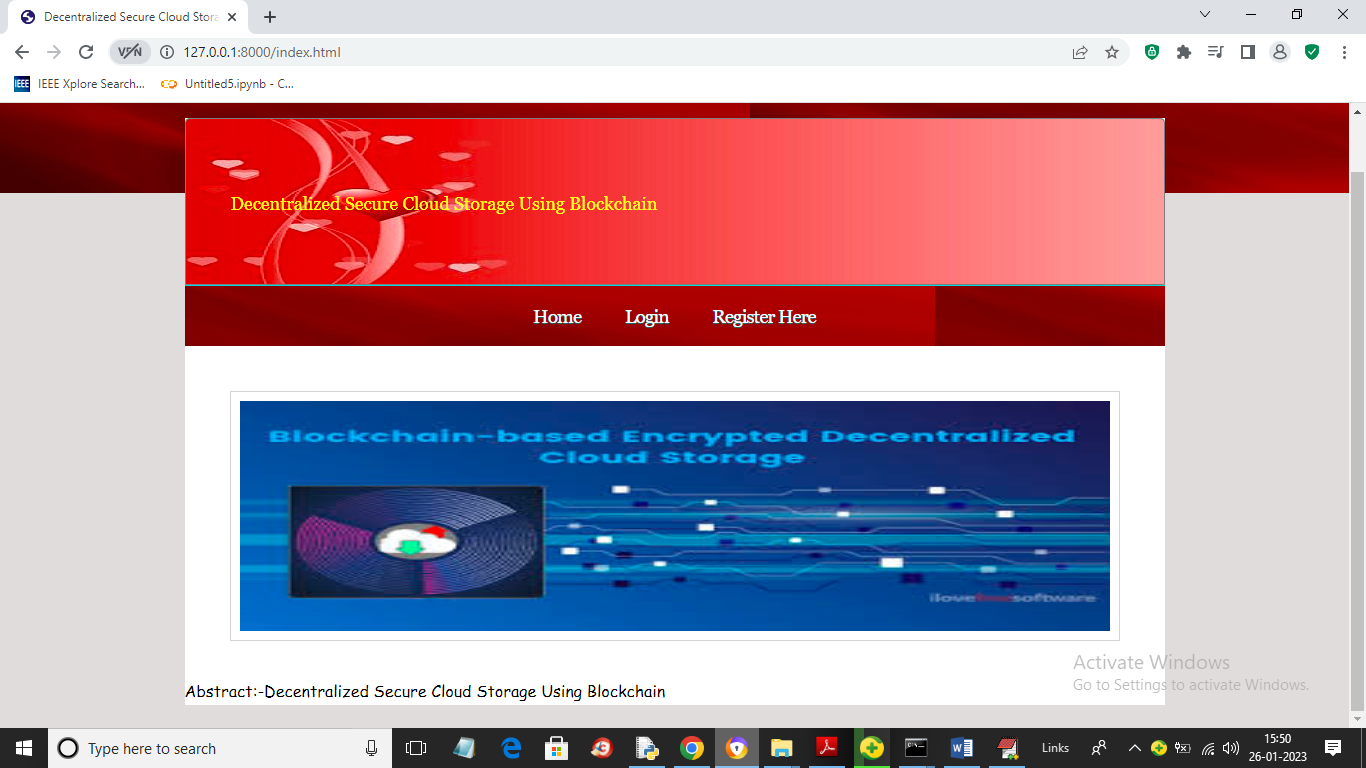 Decentralized Secure Cloud Stora
VPN
127.0.0.1:8000/index.html
IEEE
IEEE Xplore Search...
Untitled5.ipynb - C...
Decentralized Secure Cloud Storage Using Blockchain
Home
Login
Register Here
Blockchain-based Encrypted Decentralized
Cloud Storage
ilovefreesoftware
Abstract:-Decentralized Secure Cloud Storage Using Blockchain
Activate Windows
Go to Settings to activate Windows.
Type here to search
Links
15:50
26-01-2023